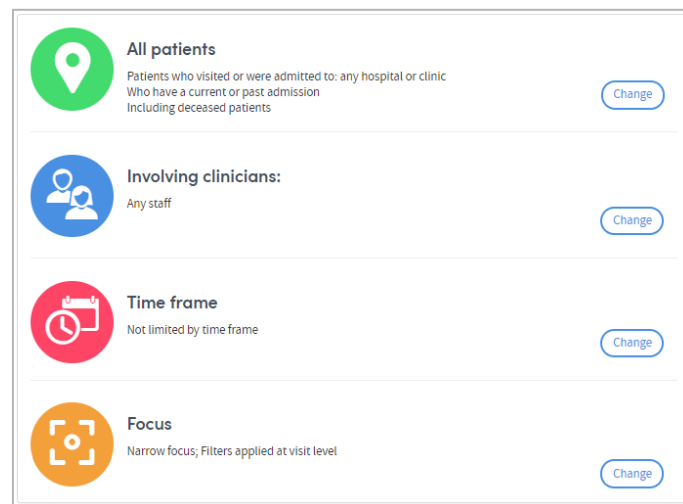 All patients
Patients who visited or were admitted to: any hospital or clinic
Who have a current or past admission
Including deceased patients
Change
Involving clinicians:
Any staff
Change
Time frame
Not limited by time frame
Change
Focus
Narrow focus; Filters applied at visit level
Change